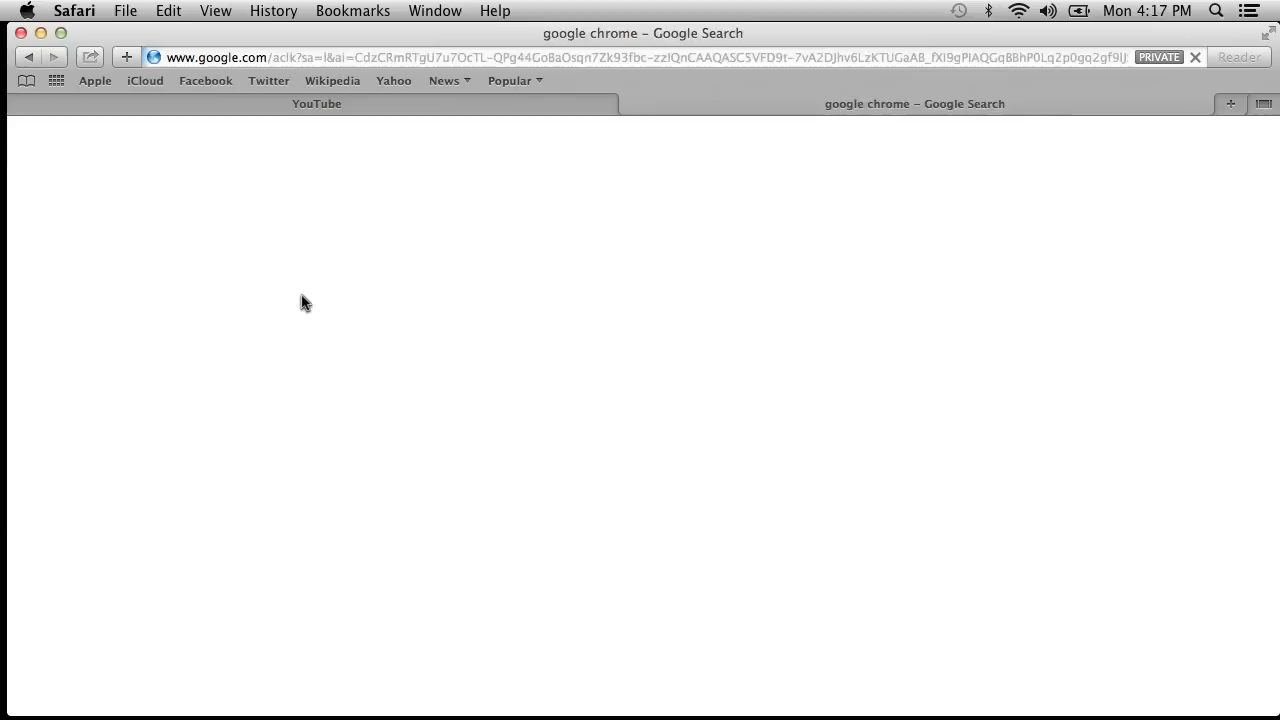 Safari File Edit View History Bookmarks Window Help Mon 4:17 PM
google chrome – Google Search
www.google.com PRIVATE Reader
Apple iCloud Facebook Twitter Wikipedia Yahoo News Popular
YouTube google chrome – Google Search